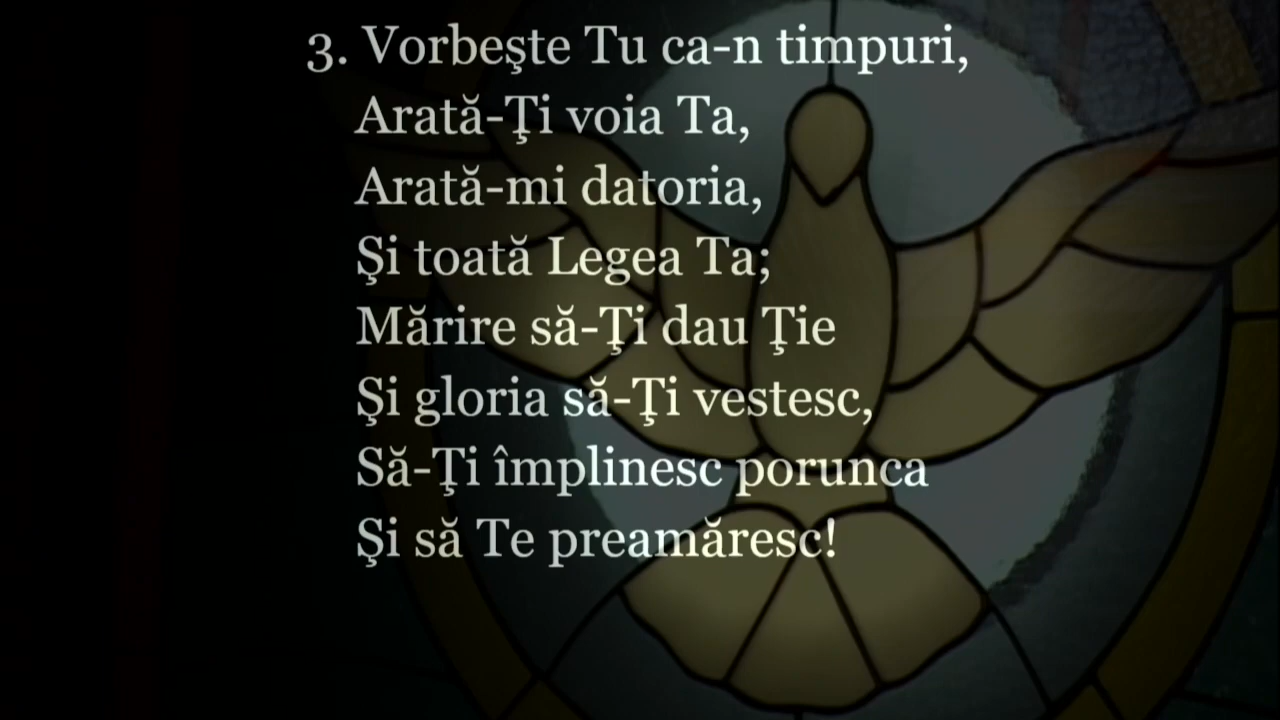 3. Vorbeşte Tu ca-n timpuri,
Arată-Ţi voia Ta,
Arată-mi datoria,
Şi toată Legea Ta;
Mărire să-Ţi dau Ţie
Şi gloria să-Ţi vestesc,
Să-Ţi împlinesc porunca
Şi să Te preamăresc!